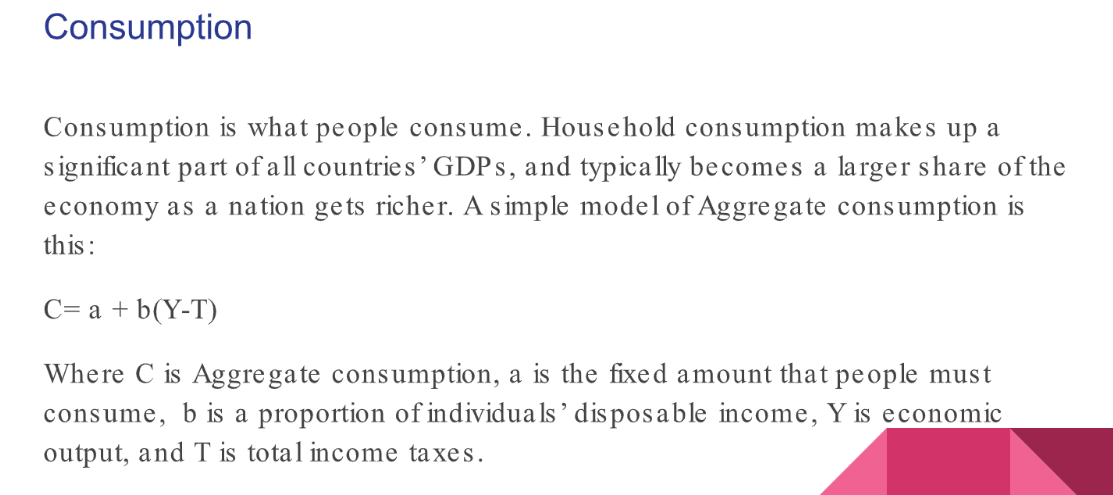 Consumption
Consumption is what people consume. Household consumption makes up a
significant part of all countries’ GDPs, and typically becomes a larger share of the
economy as a nation gets richer. A simple model of Aggregate consumption is
this:
C= a + b(Y-T)
Where C is Aggregate consumption, a is the fixed amount that people must
consume, b is a proportion of individuals’ disposable income, Y is economic
output, and T is total income taxes.